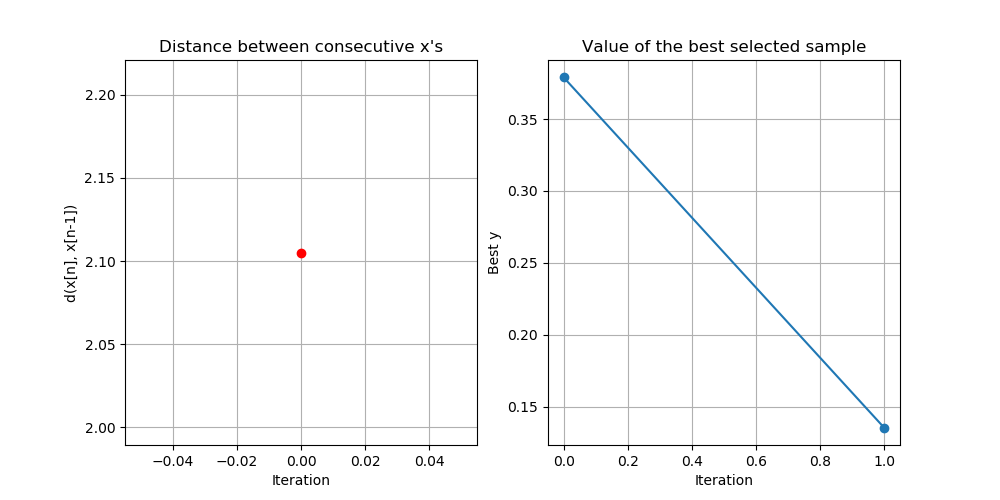 Distance between consecutive x's
d(x[n], x[n-1])
2.20
2.15
2.10
2.05
2.00
−0.04 −0.02 0.00 0.02 0.04
Iteration
Value of the best selected sample
Best y
0.35
0.30
0.25
0.20
0.15
0.0 0.2 0.4 0.6 0.8 1.0
Iteration